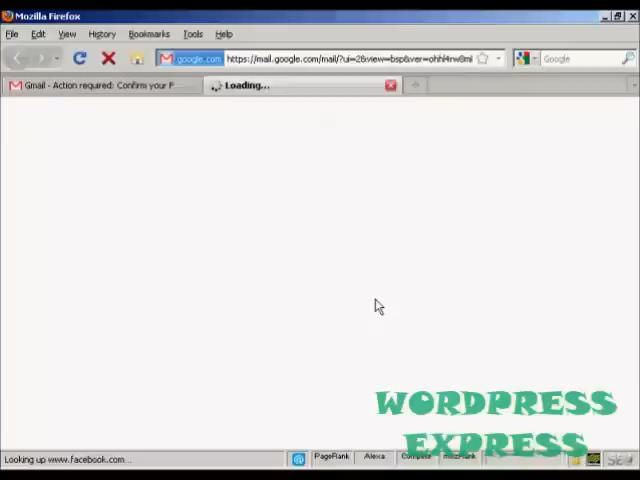 Mozilla Firefox
File Edit View History Bookmarks Tools Help
google.com https://mail.google.com/mail/?ui=2&view=bsp&ver=ohhl4rw8mi Google
Gmail - Action required: Confirm your F Loading...
WORDPRESS
EXPRESS
Looking up www.facebook.com... PageRank Alexa Compete mozRank